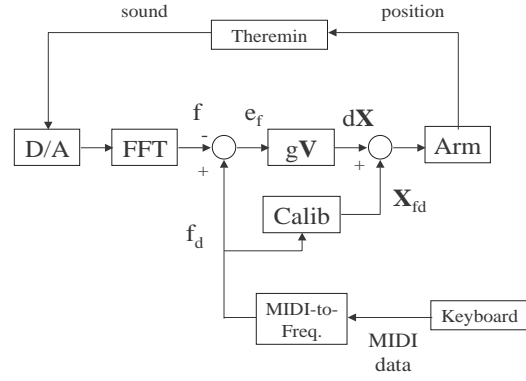 sound
position
Theremin
f
e_f
dX
-
D/A
FFT
gV
Arm
+
+
Calib
X_fd
f_d
MIDI-to-
Freq.
Keyboard
MIDI
data